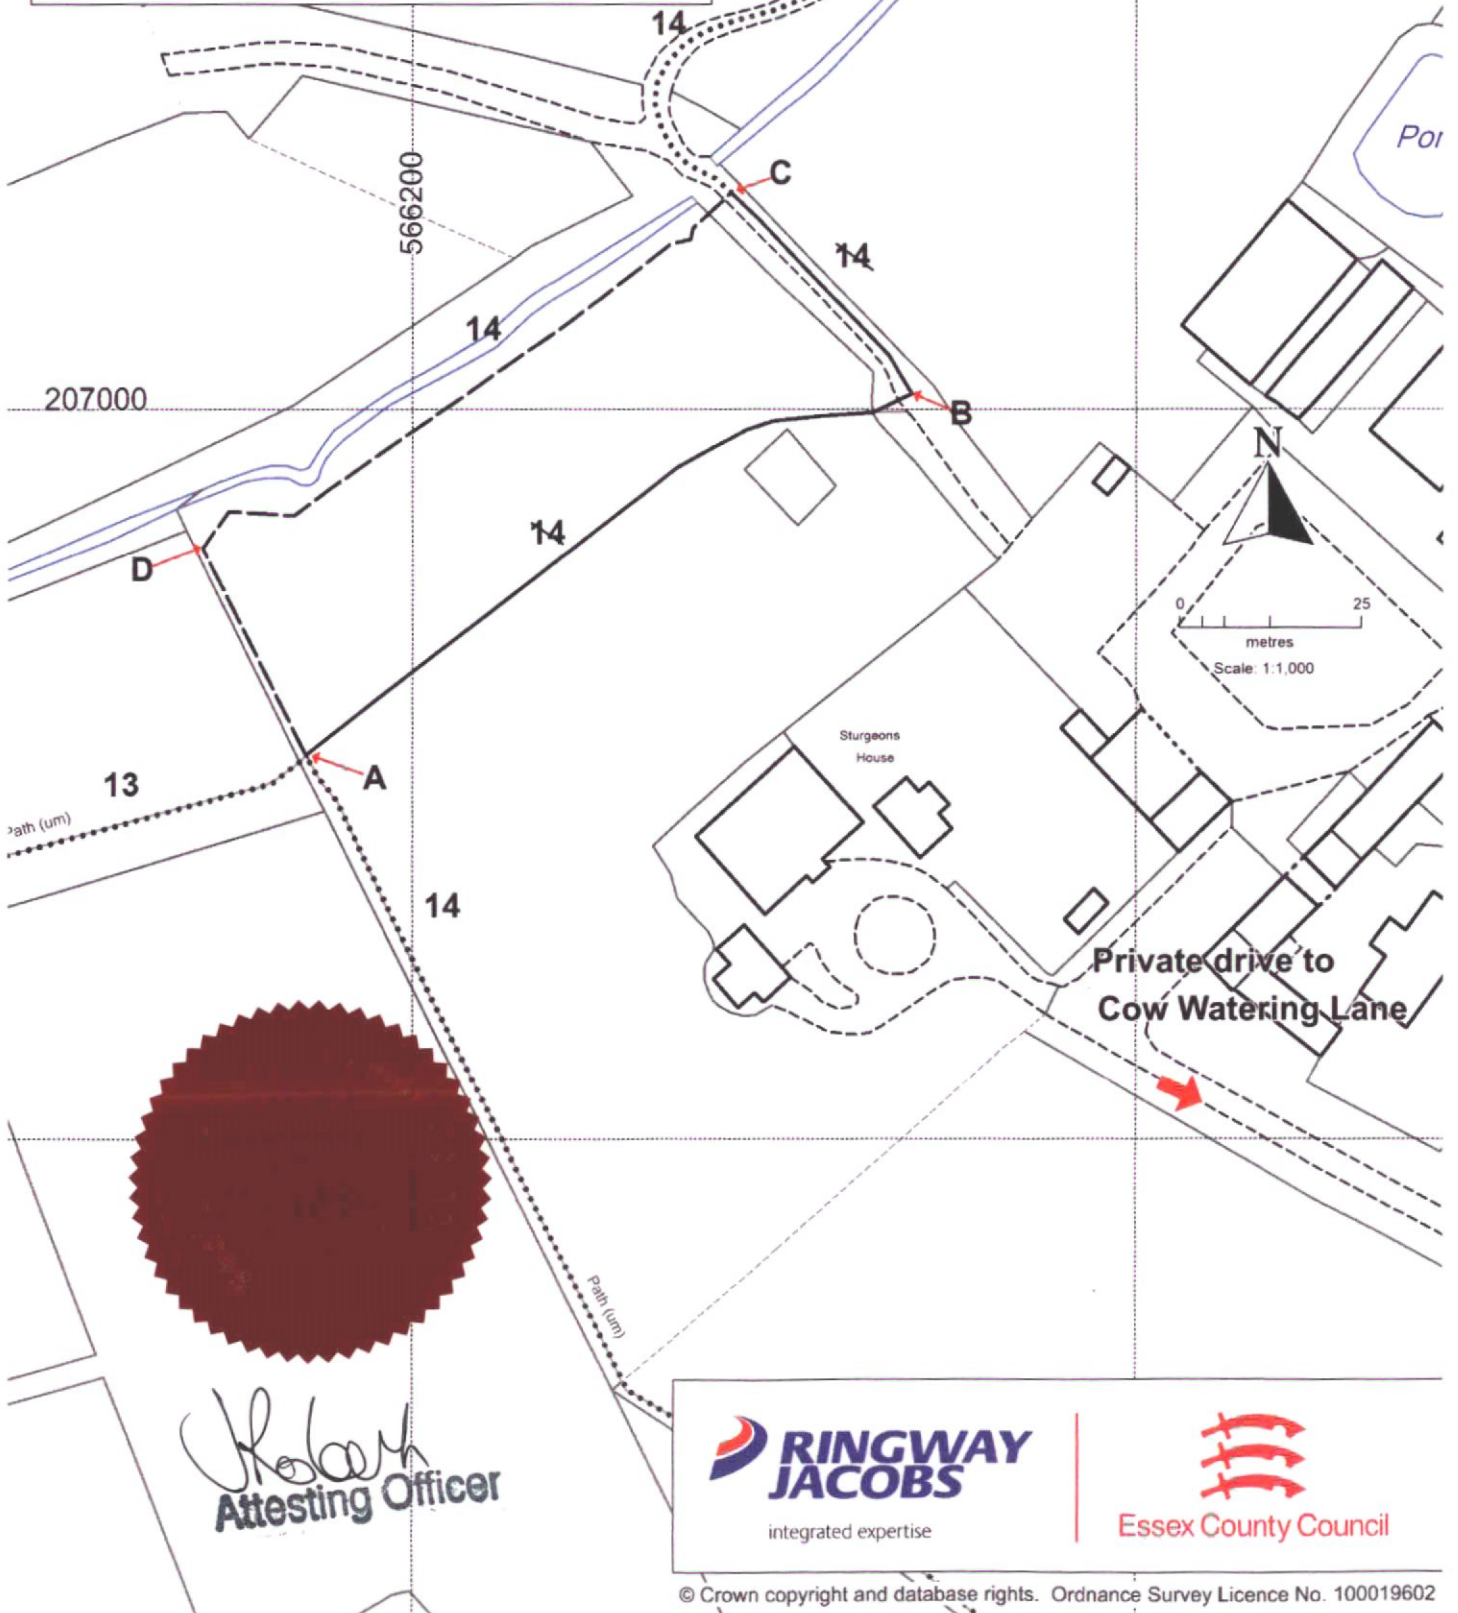 14
C
566200
14
Por
14
207000
B
N
14
D
0 25
metres
Scale: 1:1,000
Sturgeons
House
13
A
Path (um)
14
Private drive to
Cow Watering Lane
Path (um)
Attesting Officer
RINGWAY
JACOBS
integrated expertise
Essex County Council
© Crown copyright and database rights. Ordnance Survey Licence No. 100019602